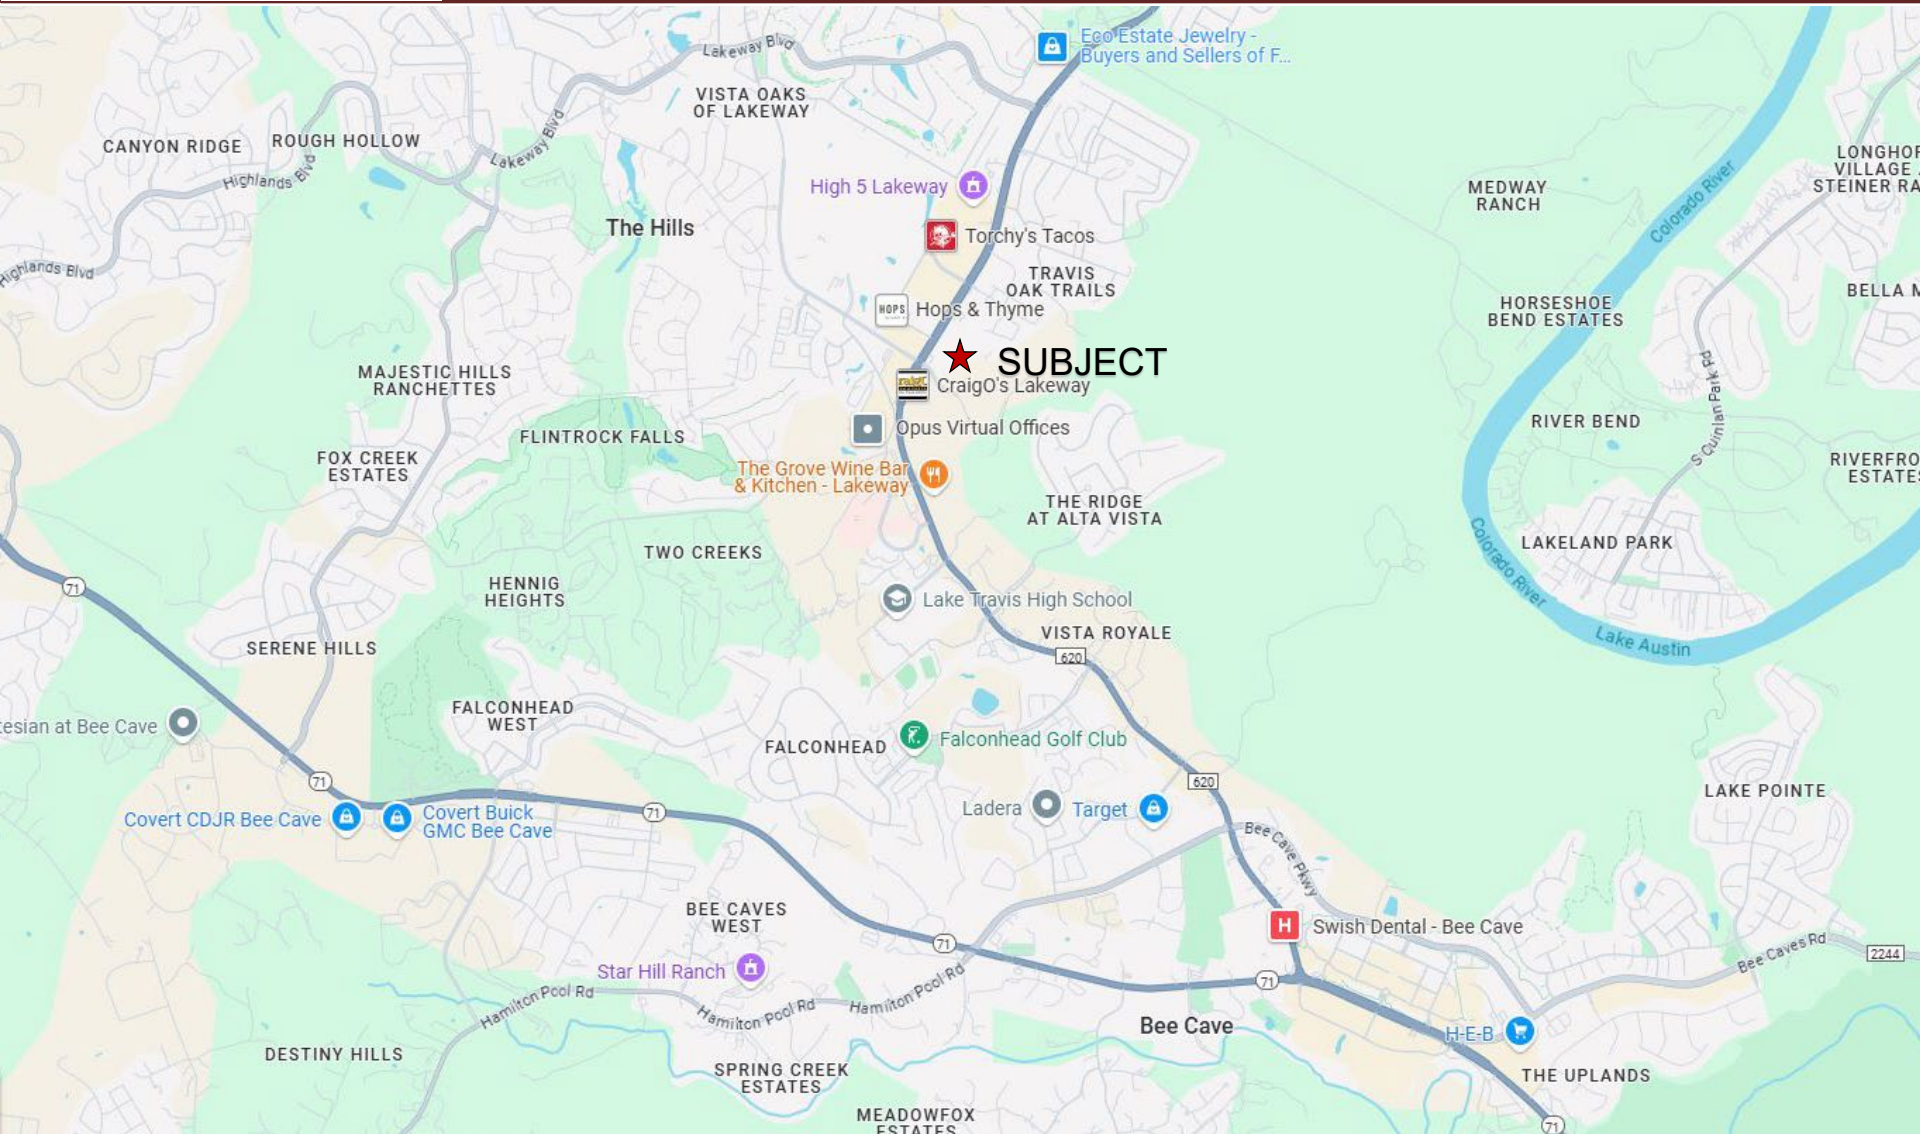 Eco Estate Jewelry -
Buyers and Sellers of F...
Lakeway Blvd
VISTA OAKS
OF LAKEWAY
CANYON RIDGE
ROUGH HOLLOW
Lakeway Blvd
Highlands Blvd
High 5 Lakeway
MEDWAY
RANCH
LONGHOR
VILLAGE
STEINER RA
Colorado River
The Hills
Torchy's Tacos
Highlands Blvd
TRAVIS
OAK TRAILS
BELLA M
HOPS
Hops & Thyme
HORSESHOE
BEND ESTATES
SUBJECT
CraigO's Lakeway
MAJESTIC HILLS
RANCHETTES
S Quinlan Park Rd
FLINTROCK FALLS
Opus Virtual Offices
RIVER BEND
FOX CREEK
ESTATES
The Grove Wine Bar
& Kitchen - Lakeway
RIVERFRO
ESTATES
THE RIDGE
AT ALTA VISTA
TWO CREEKS
Colorado River
LAKELAND PARK
71
HENNIG
HEIGHTS
Lake Travis High School
SERENE HILLS
VISTA ROYALE
620
Lake Austin
FALCONHEAD
WEST
tesian at Bee Cave
FALCONHEAD
Falconhead Golf Club
71
620
LAKE POINTE
Covert CDJR Bee Cave
Covert Buick
GMC Bee Cave
71
Ladera
Target
Bee Cave Pkwy
BEE CAVES
WEST
H
Swish Dental - Bee Cave
71
Bee Caves Rd
2244
Star Hill Ranch
71
Hamilton Pool Rd
Hamilton Pool Rd
Hamilton Pool Rd
Bee Cave
H-E-B
DESTINY HILLS
SPRING CREEK
ESTATES
THE UPLANDS
MEADOWFOX
ESTATES
71